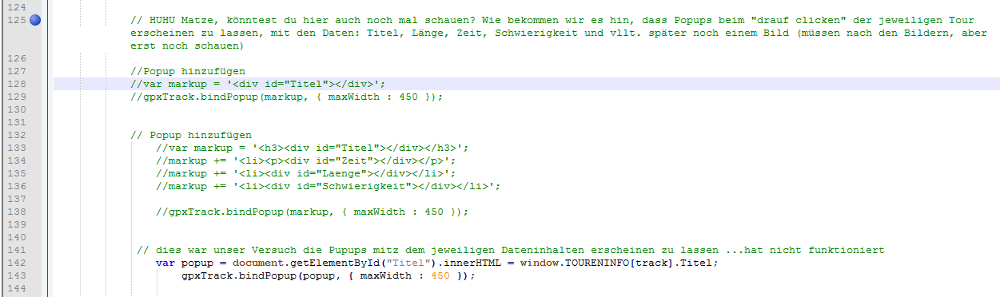 124
125 // HUHU Matze, könntest du hier auch noch mal schauen? Wie bekommen wir es hin, dass Popups beim "drauf clicken" der jeweiligen Tour
erscheinen zu lassen, mit den Daten: Titel, Länge, Zeit, Schwierigkeit und vllt. später noch einem Bild (müssen nach den Bildern, aber
erst noch schauen)
126
127 //Popup hinzufügen
128 //var markup = '<div id="Titel"></div>';
129 //gpxTrack.bindPopup(markup, { maxWidth : 450 });
130
131
132 // Popup hinzufügen
133 //var markup = '<h3><div id="Titel"></div></h3>';
134 //markup += '<li><p><div id="Zeit"></div></p>';
135 //markup += '<li><div id="Laenge"></div></li>';
136 //markup += '<li><div id="Schwierigkeit"></div></li>';
137
138 //gpxTrack.bindPopup(markup, { maxWidth : 450 });
139
140
141 // dies war unser Versuch die Pupups mitz dem jeweiligen Dateninhalten erscheinen zu lassen ...hat nicht funktioniert
142 var popup = document.getElementById("Titel").innerHTML = window.TOURENINFO[track].Titel;
143 gpxTrack.bindPopup(popup, { maxWidth : 450 });
144